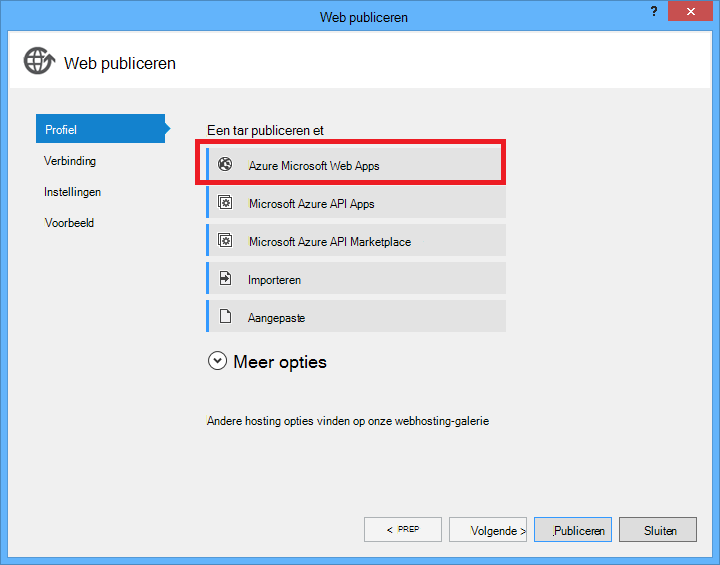 Web publiceren
?
Web publiceren
Profiel
Verbinding
Instellingen
Voorbeeld
Een tar publiceren et
Azure Microsoft Web Apps
Microsoft Azure API Apps
Microsoft Azure API Marketplace
Importeren
Aangepaste
Meer opties
Andere hosting opties vinden op onze webhosting-galerie
< PREP
Volgende >
.Publiceren
Sluiten